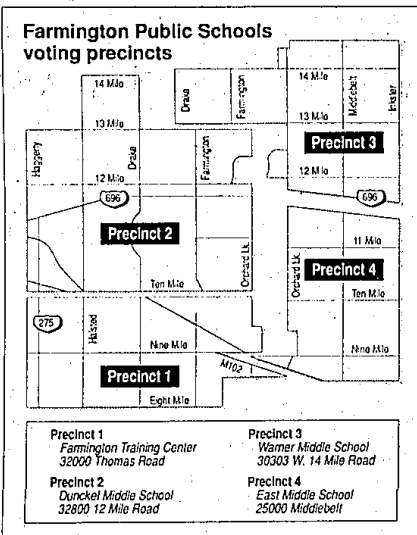 Farmington Public Schools
voting precincts
14 Mile
Draka
Farmington
14 Mile
Middlebelt
Inkster
13 Mile
13 Mile
Haggerty
Draka
Farmington
Precinct 3
12 Mile
12 Mile
696
696
Precinct 2
11 Mile
Orchard Lk.
Orchard Lk.
Precinct 4
Ten Mile
Ten Mile
275
Halsted
Nine Mile
Nine Mile
M102
Precinct 1
Eight Mile
Precinct 1
Farmington Training Center
32000 Thomas Road
Precinct 2
Dunckel Middle School
32800 12 Mile Road
Precinct 3
Warner Middle School
30303 W. 14 Mile Road
Precinct 4
East Middle School
25000 Middlebelt